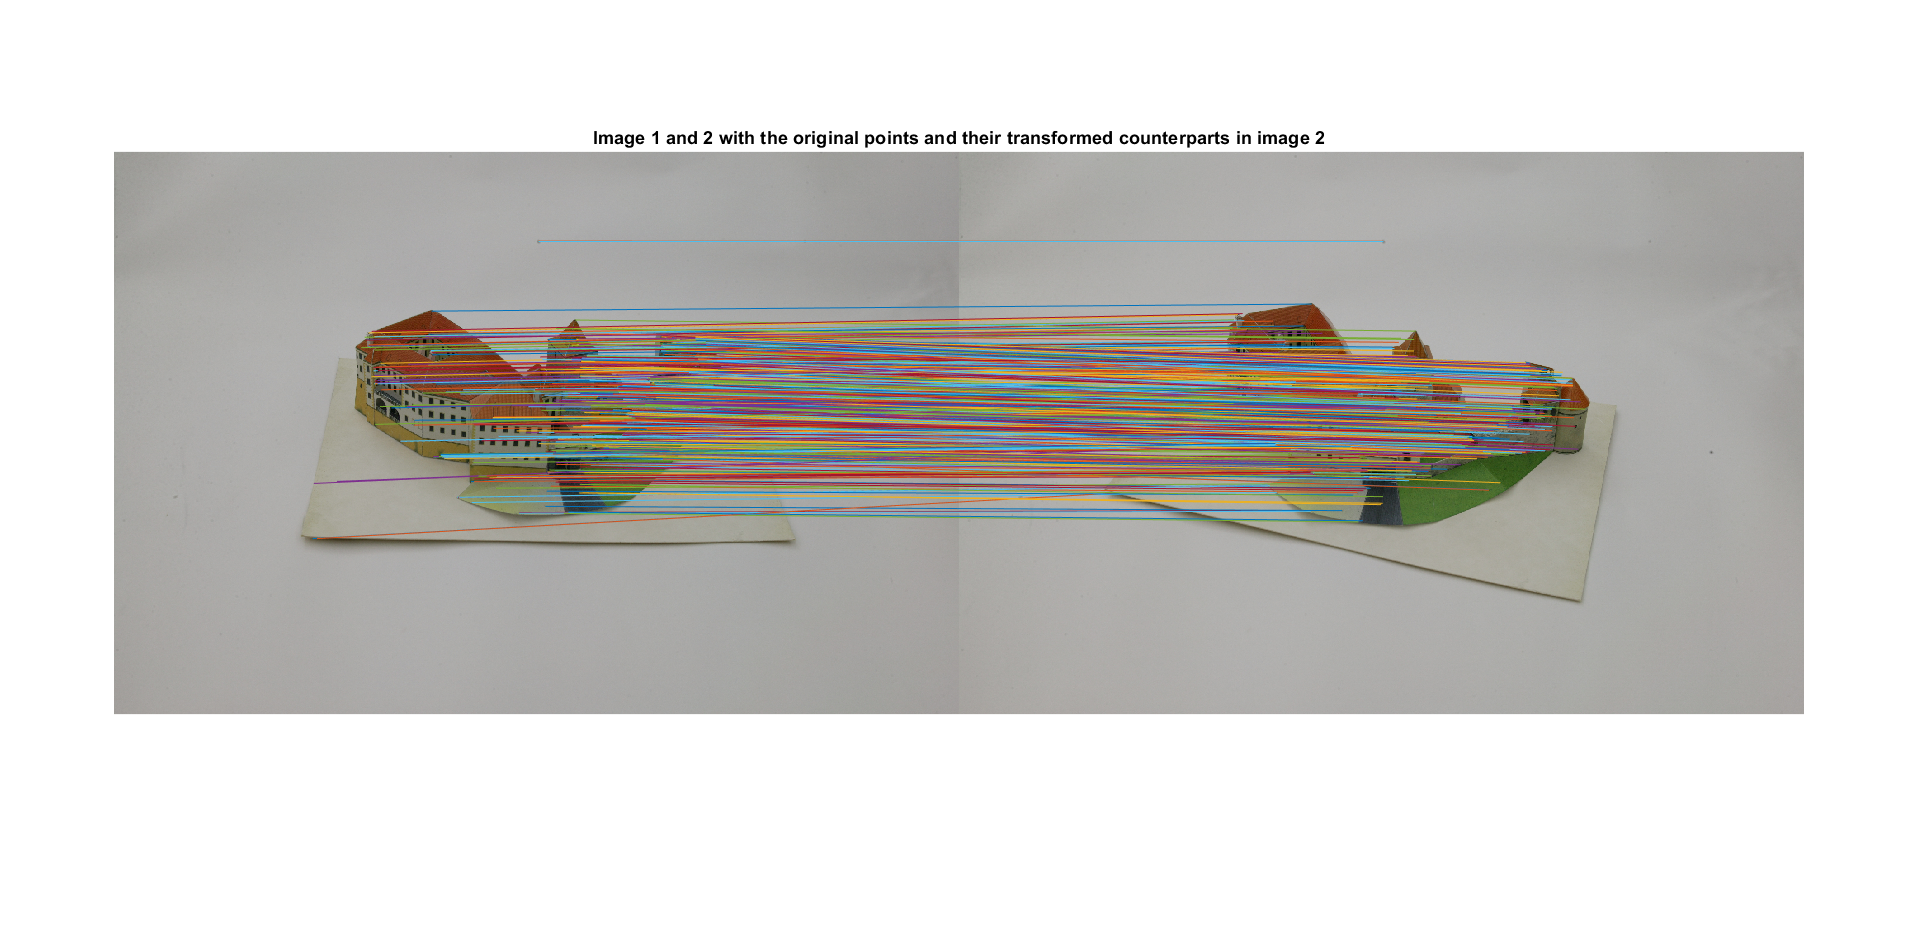 Image 1 and 2 with the original points and their transformed counterparts in image 2